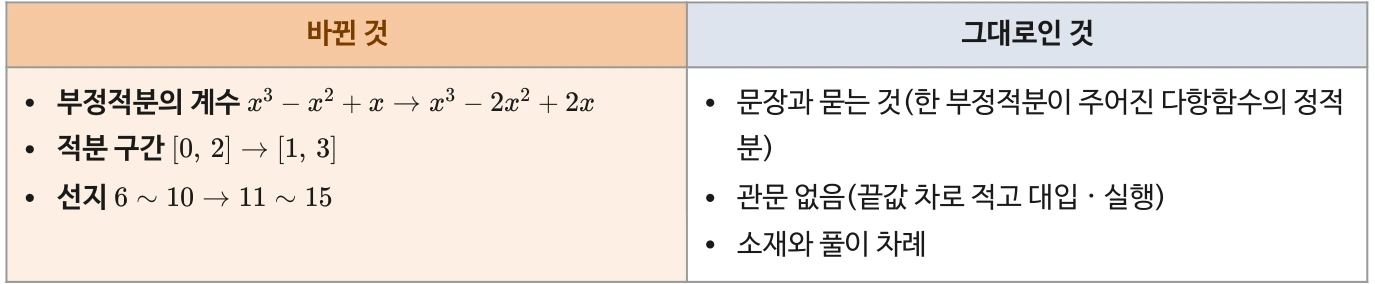 바뀐 것
그대로인 것
• 부정적분의 계수 x³ − x² + x → x³ − 2x² + 2x
• 적분 구간 [0, 2] → [1, 3]
• 선지 6 ∼ 10 → 11 ∼ 15
• 문장과 묻는 것(한 부정적분이 주어진 다항함수의 정적
분)
• 관문 없음(끝값 차로 적고 대입 · 실행)
• 소재와 풀이 차례